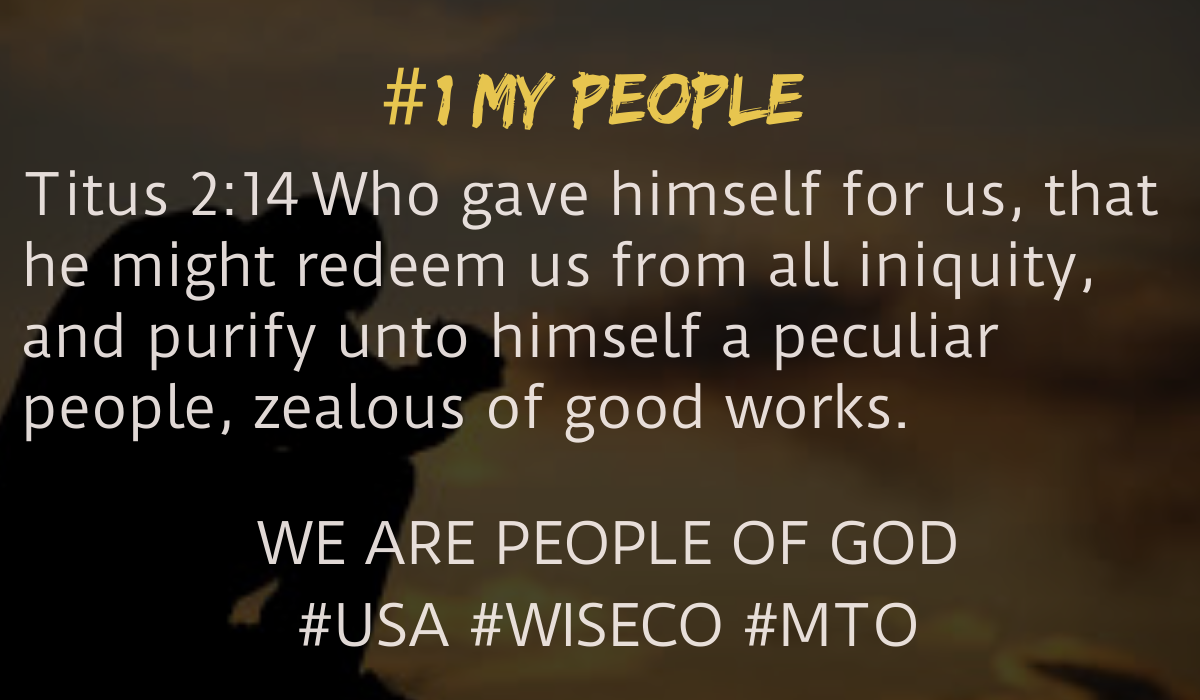 #1 MY PEOPLE
Titus 2:14 Who gave himself for us, that
he might redeem us from all iniquity,
and purify unto himself a peculiar
people, zealous of good works.
WE ARE PEOPLE OF GOD
#USA #WISECO #MTO